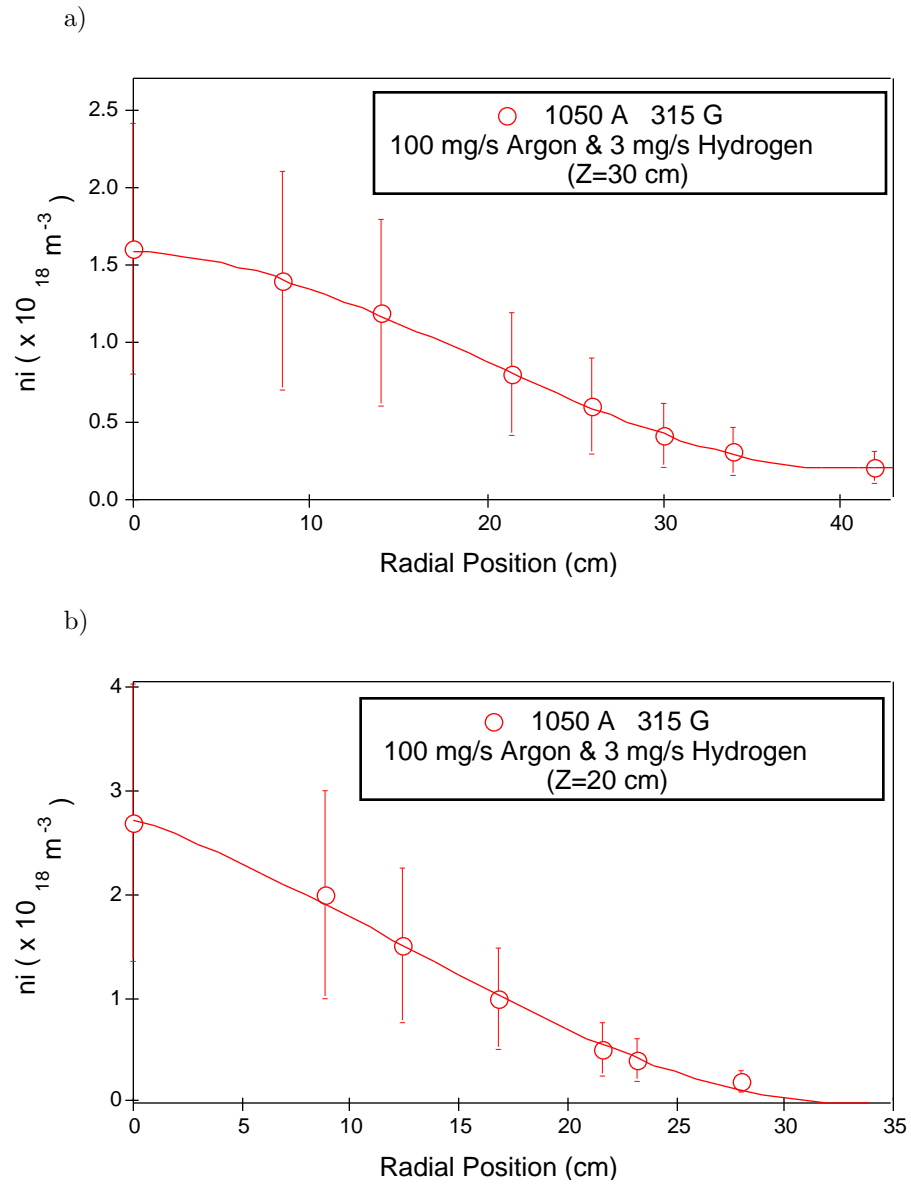 a)
2.5
2.0
1.5
1.0
0.5
0.0
ni ( x 10 18 m-3 )
1050 A 315 G
100 mg/s Argon & 3 mg/s Hydrogen
(Z=30 cm)
0 10 20 30 40
Radial Position (cm)
b)
4
3
2
1
0
ni ( x 10 18 m-3 )
1050 A 315 G
100 mg/s Argon & 3 mg/s Hydrogen
(Z=20 cm)
0 5 10 15 20 25 30 35
Radial Position (cm)